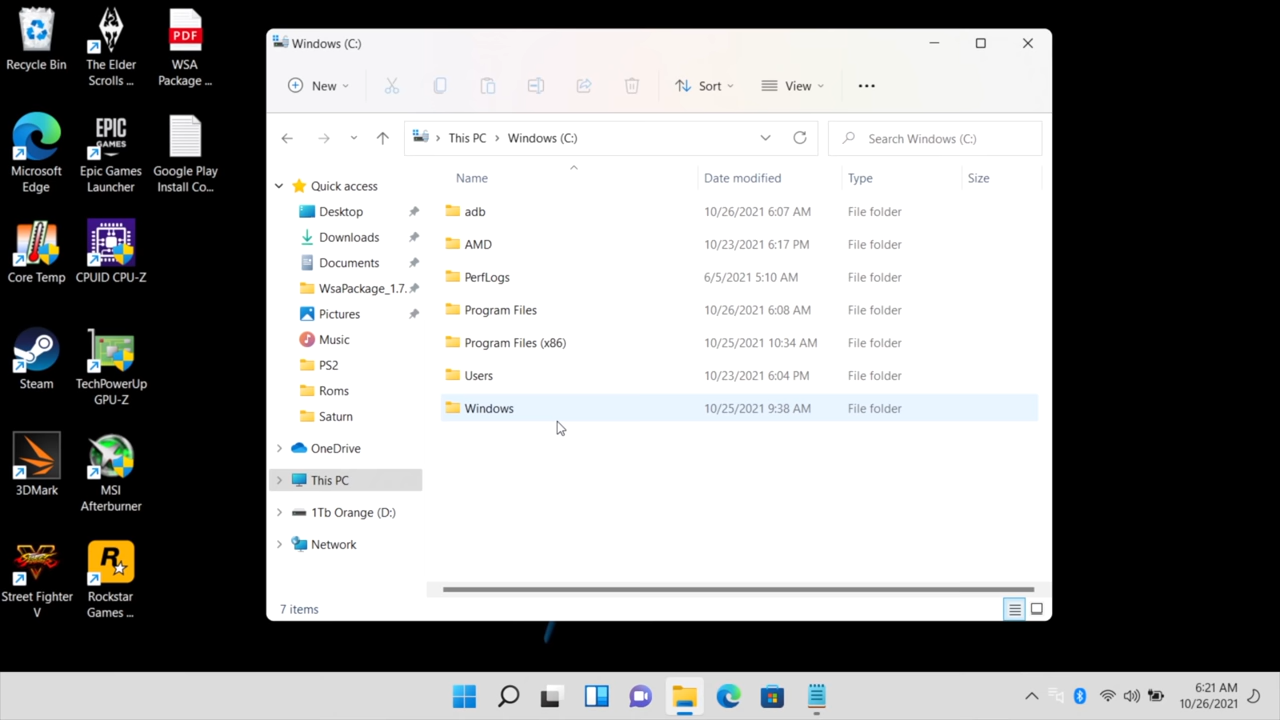 Recycle Bin
The Elder
Scrolls ...
PDF
WSA
Package ...
Microsoft
Edge
EPIC
GAMES
Epic Games
Launcher
Google Play
Install Co...
Core Temp
CPUID CPU-Z
Steam
TechPowerUp
GPU-Z
3DMark
MSI
Afterburner
Street Fighter
V
R
Rockstar
Games ...
Windows (C:)
New
Sort
View
This PC
Windows (C:)
Search Windows (C:)
Quick access
Desktop
Downloads
Documents
WsaPackage_1.7.
Pictures
Music
PS2
Roms
Saturn
OneDrive
This PC
1Tb Orange (D:)
Network
Name Date modified Type Size
adb 10/26/2021 6:07 AM File folder
AMD 10/23/2021 6:17 PM File folder
PerfLogs 6/5/2021 5:10 AM File folder
Program Files 10/26/2021 6:08 AM File folder
Program Files (x86) 10/25/2021 10:34 AM File folder
Users 10/23/2021 6:04 PM File folder
Windows 10/25/2021 9:38 AM File folder
7 items
6:21 AM
10/26/2021